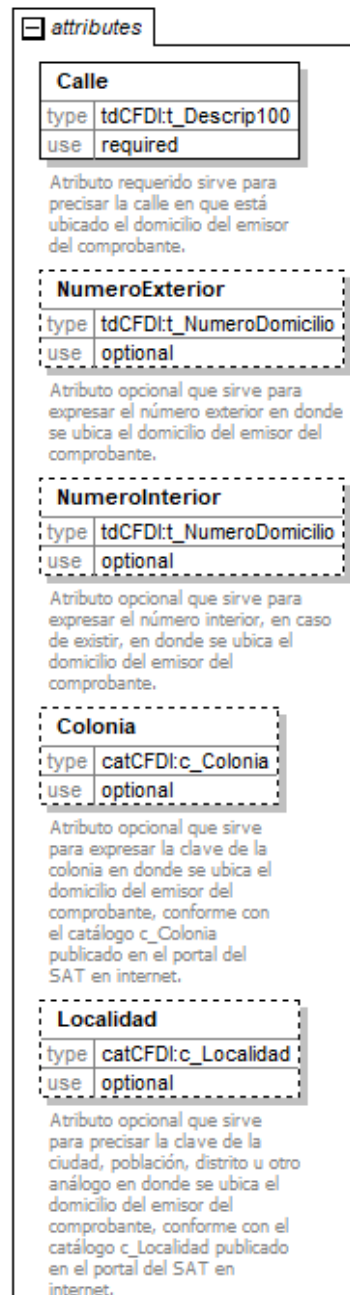 attributes
Calle
type tdCFDI:t_Descrip100
use required
Atributo requerido sirve para
precisar la calle en que está
ubicado el domicilio del emisor
del comprobante.
NumeroExterior
type tdCFDI:t_NumeroDomicilio
use optional
Atributo opcional que sirve para
expresar el número exterior en donde
se ubica el domicilio del emisor del
comprobante.
NumeroInterior
type tdCFDI:t_NumeroDomicilio
use optional
Atributo opcional que sirve para
expresar el número interior, en caso
de existir, en donde se ubica el
domicilio del emisor del
comprobante.
Colonia
type catCFDI:c_Colonia
use optional
Atributo opcional que sirve
para expresar la clave de la
colonia en donde se ubica el
domicilio del emisor del
comprobante, conforme con
el catálogo c_Colonia
publicado en el portal del
SAT en internet.
Localidad
type catCFDI:c_Localidad
use optional
Atributo opcional que sirve
para precisar la clave de la
ciudad, población, distrito u otro
análogo en donde se ubica el
domicilio del emisor del
comprobante, conforme con el
catálogo c_Localidad publicado
en el portal del SAT en
internet.